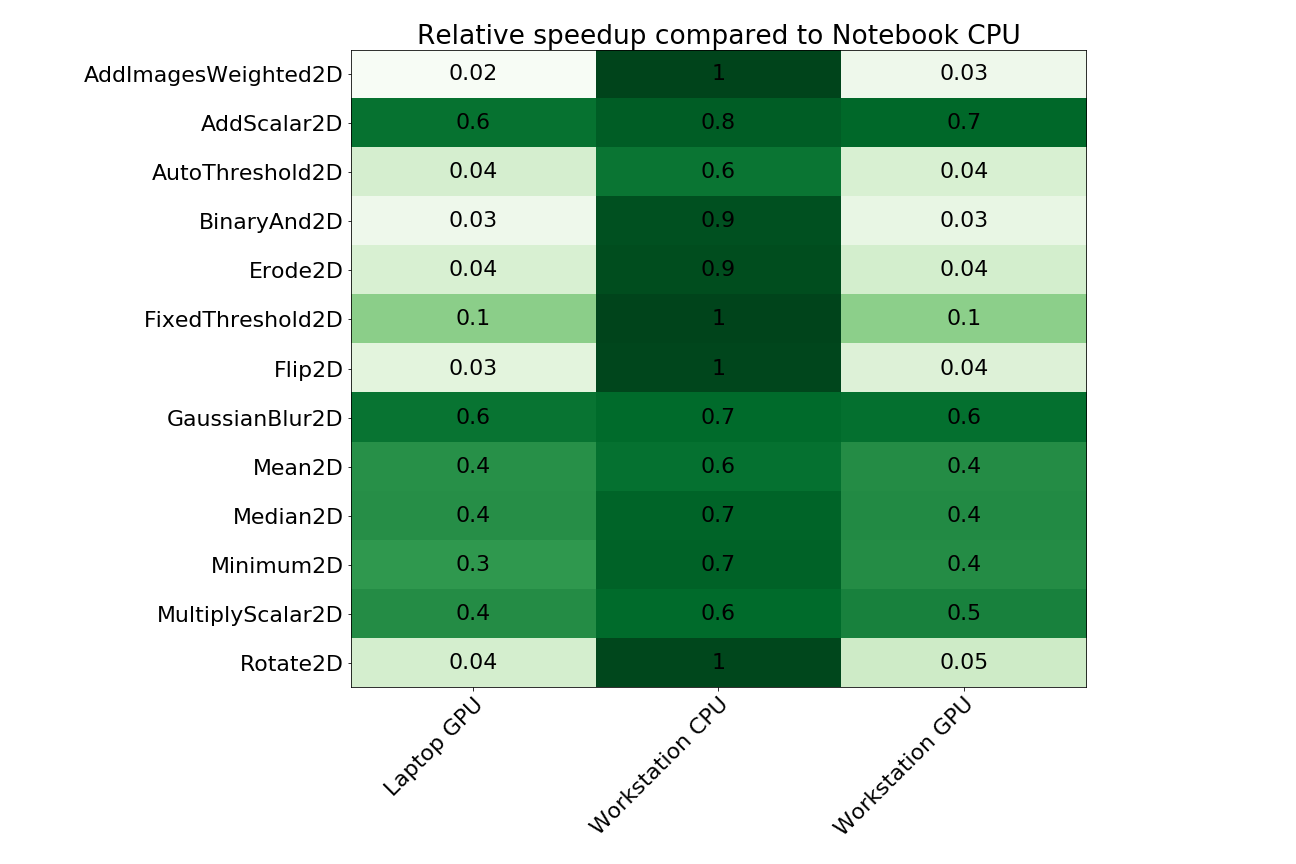 Relative speedup compared to Notebook CPU
AddImagesWeighted2D 0.02 1 0.03
AddScalar2D 0.6 0.8 0.7
AutoThreshold2D 0.04 0.6 0.04
BinaryAnd2D 0.03 0.9 0.03
Erode2D 0.04 0.9 0.04
FixedThreshold2D 0.1 1 0.1
Flip2D 0.03 1 0.04
GaussianBlur2D 0.6 0.7 0.6
Mean2D 0.4 0.6 0.4
Median2D 0.4 0.7 0.4
Minimum2D 0.3 0.7 0.4
MultiplyScalar2D 0.4 0.6 0.5
Rotate2D 0.04 1 0.05
Laptop GPU
Workstation CPU
Workstation GPU